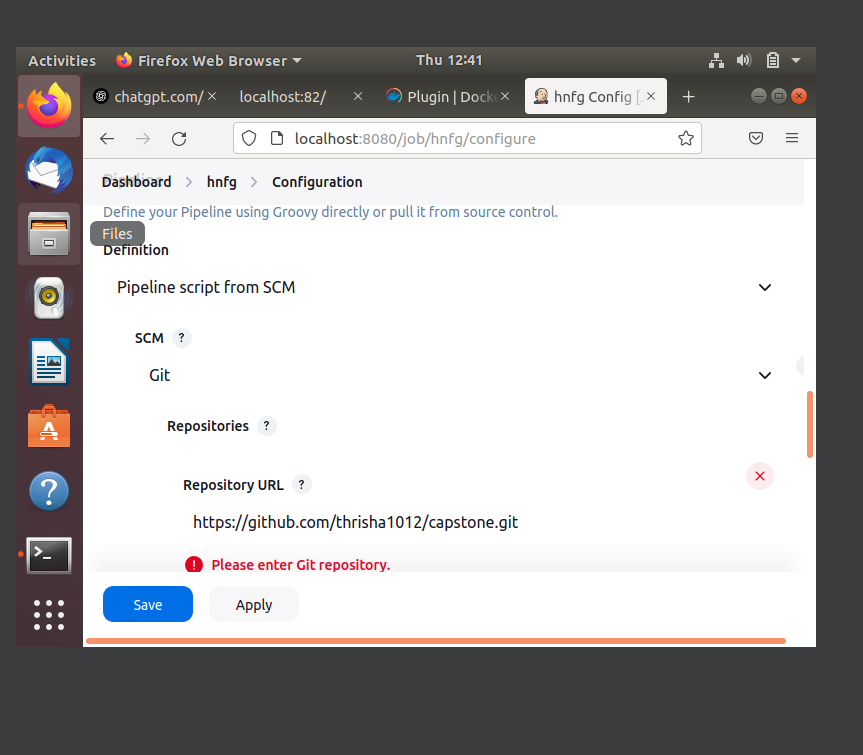 Activities Firefox Web Browser Thu 12:41
chatgpt.com/ localhost:82/ Plugin | Docke hnfg Config [.
localhost:8080/job/hnfg/configure
Dashboard hnfg Configuration
Define your Pipeline using Groovy directly or pull it from source control.
Files
Definition
Pipeline script from SCM
SCM ?
Git
Repositories ?
Repository URL ?
https://github.com/thrisha1012/capstone.git
Please enter Git repository.
Save Apply